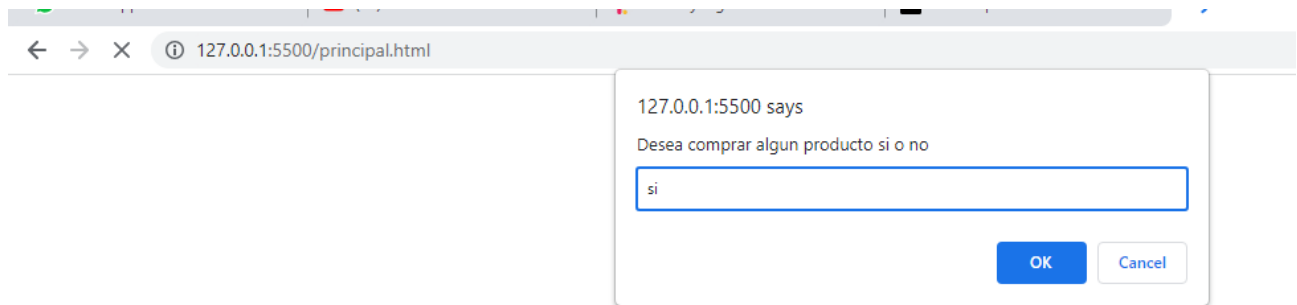 127.0.0.1:5500/principal.html
127.0.0.1:5500 says
Desea comprar algun producto si o no
si
OK Cancel